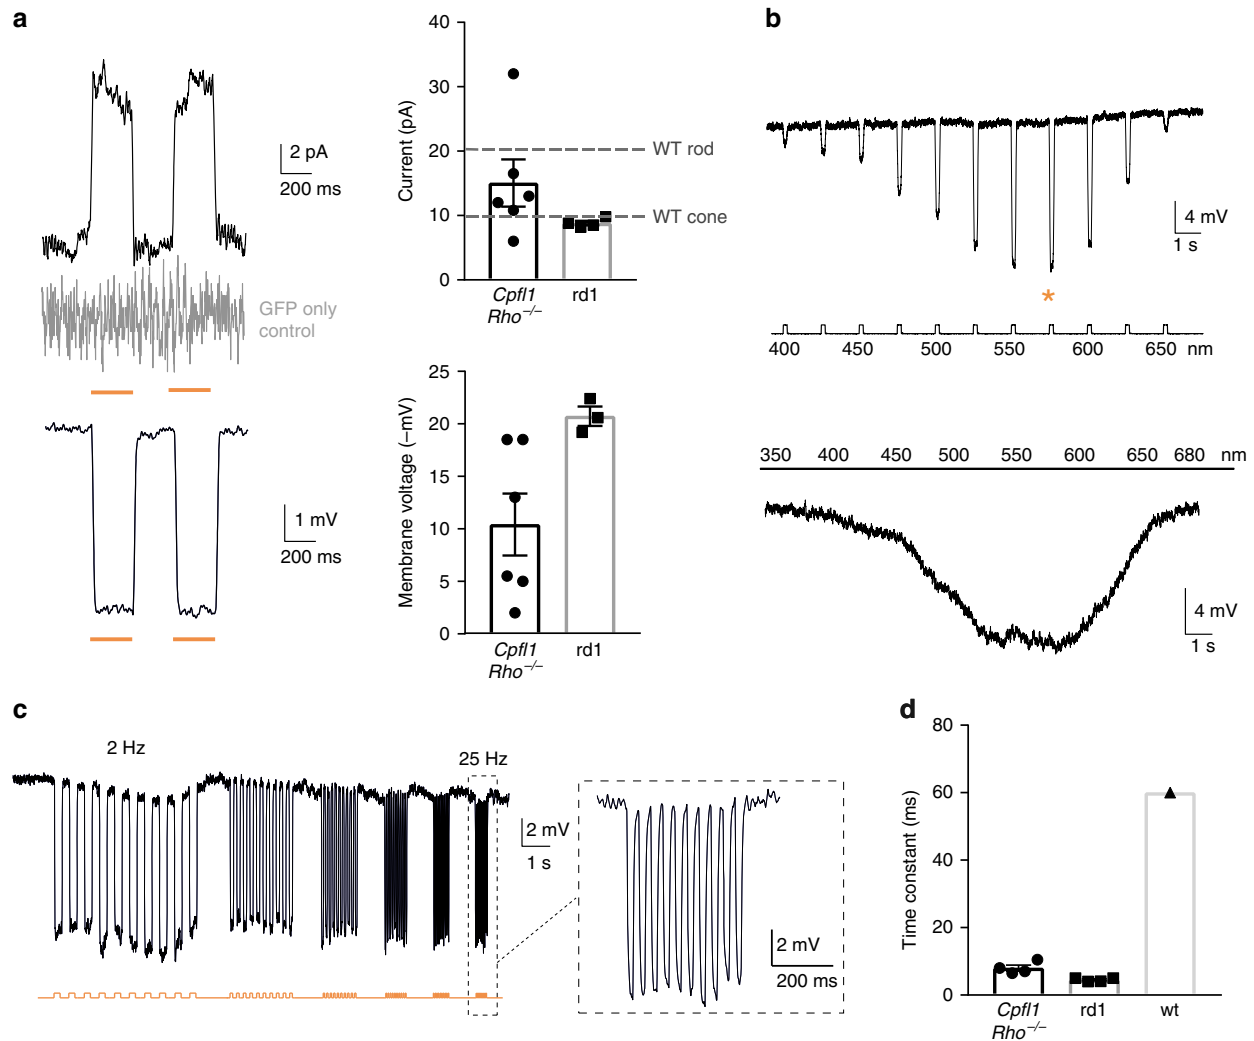 a
2 pA
200 ms
GFP only
control
1 mV
200 ms
40
30
20
10
0
Current (pA)
WT rod
WT cone
Cpfl1
Rho−/−
rd1
25
20
15
10
5
0
Membrane voltage (−mV)
Cpfl1
Rho−/−
rd1
b
4 mV
1 s
*
400 450 500 550 600 650 nm
350 400 450 500 550 600 650 680 nm
4 mV
1 s
c
2 Hz
25 Hz
2 mV
1 s
2 mV
200 ms
d
80
60
40
20
0
Time constant (ms)
Cpfl1
Rho−/−
rd1
wt